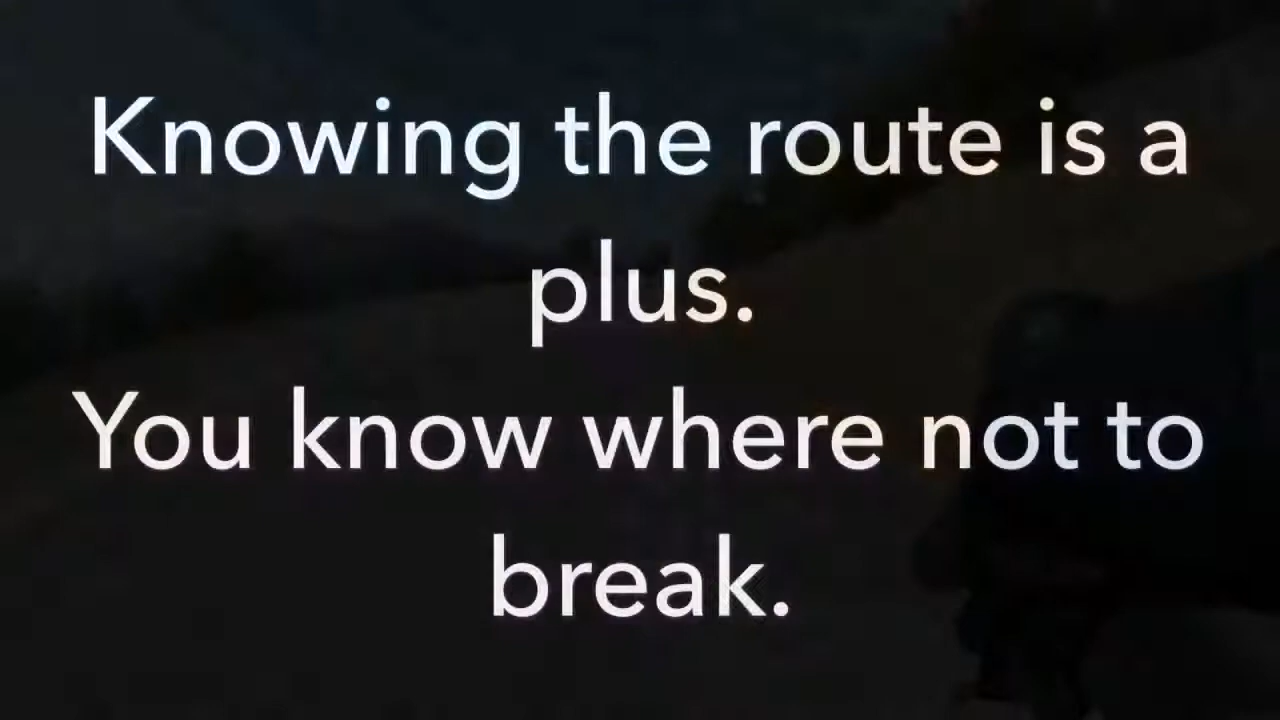 Knowing the route is a
plus.
You know where not to
break.